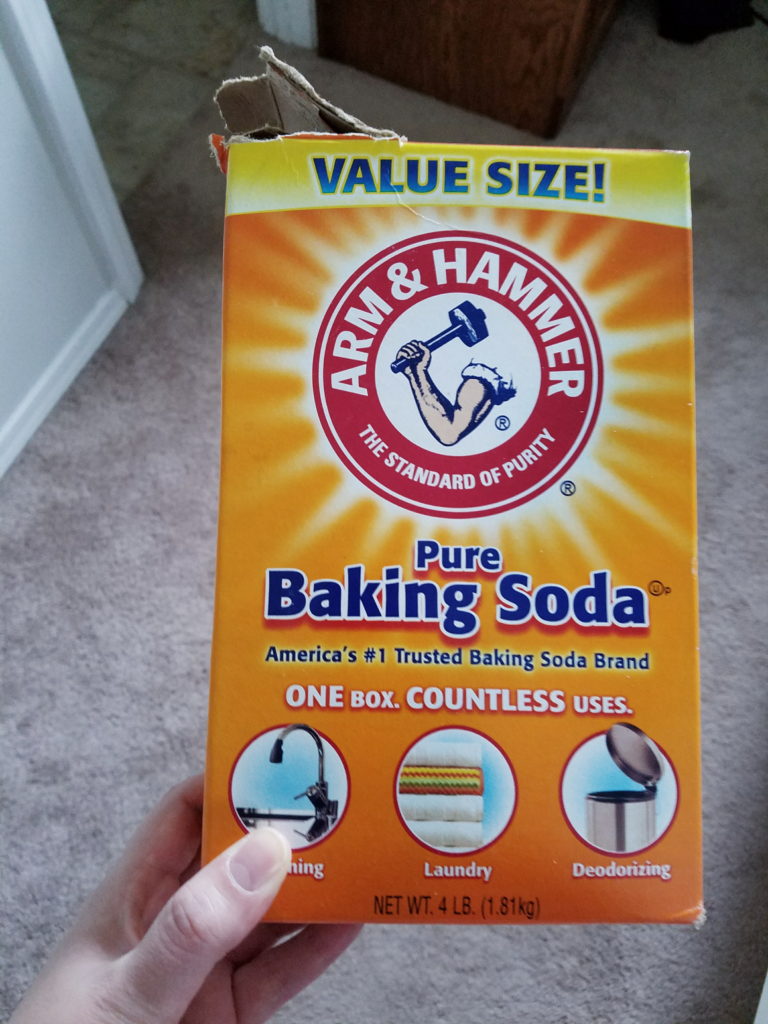 VALUE SIZE!
ARM & HAMMER
THE STANDARD OF PURITY
®
®
Pure
Baking Soda
America's #1 Trusted Baking Soda Brand
ONE BOX. COUNTLESS USES.
Laundry
Deodorizing
NET WT. 4 LB. (1.81kg)